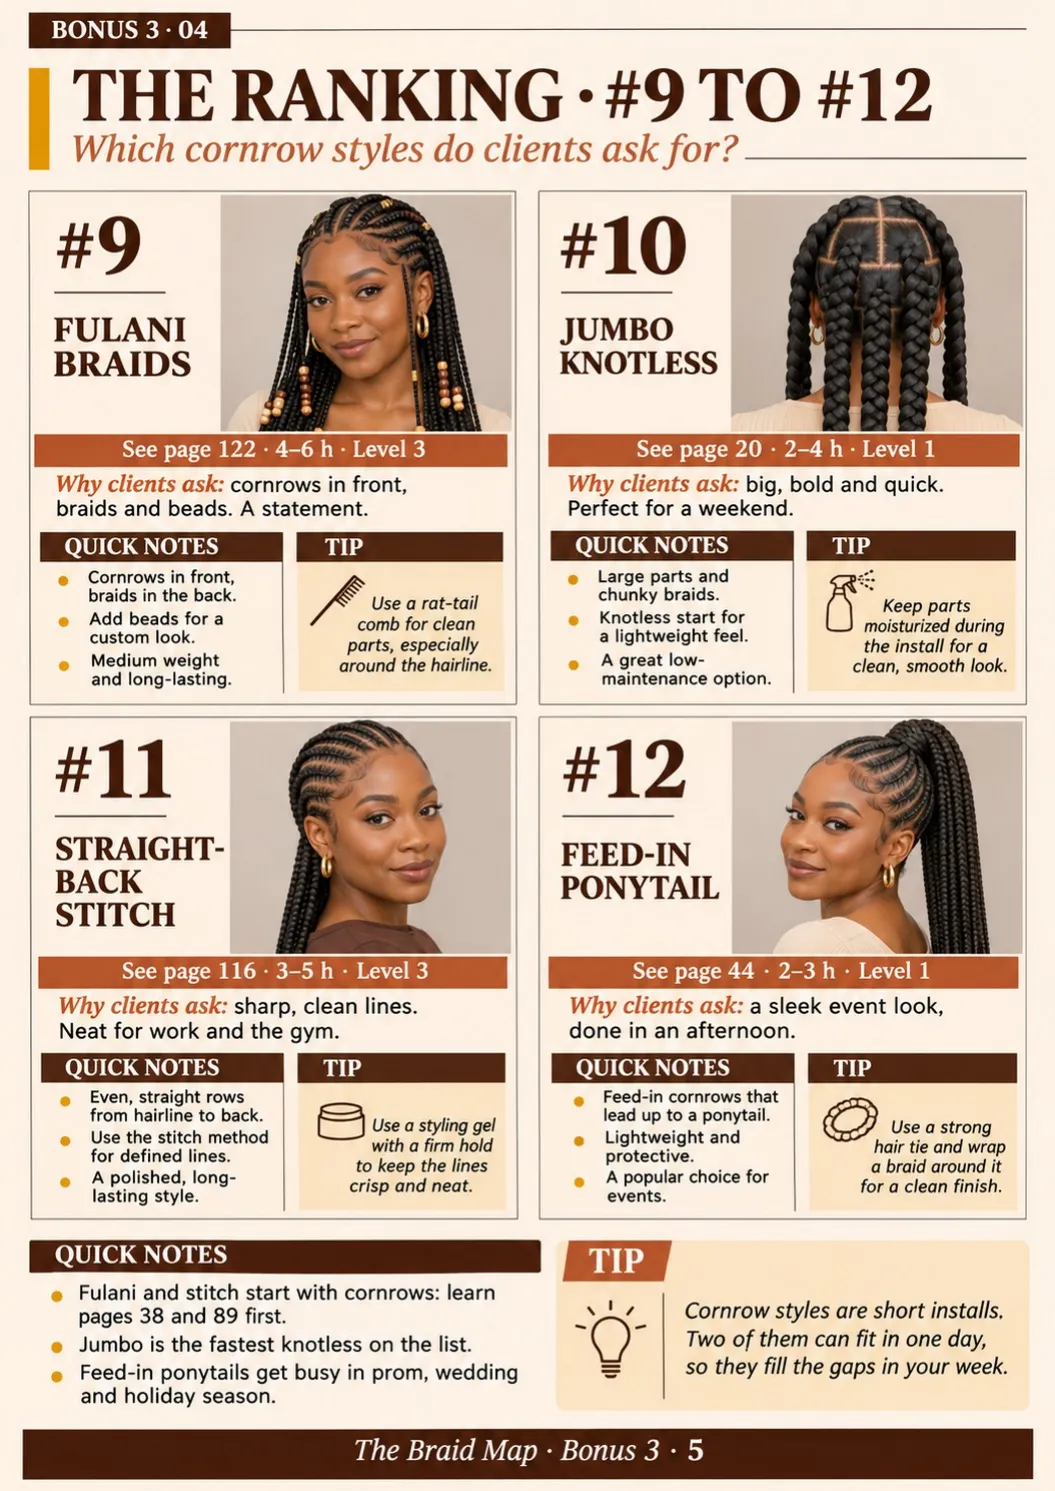 BONUS 3 · 04
THE RANKING · #9 TO #12
Which cornrow styles do clients ask for?
#9
FULANI
BRAIDS
See page 122 · 4–6 h · Level 3
Why clients ask: cornrows in front,
braids and beads. A statement.
QUICK NOTES
Cornrows in front,
braids in the back.
Add beads for a
custom look.
Medium weight
and long-lasting.
TIP
Use a rat-tail
comb for clean
parts, especially
around the hairline.
#10
JUMBO
KNOTLESS
See page 20 · 2–4 h · Level 1
Why clients ask: big, bold and quick.
Perfect for a weekend.
QUICK NOTES
Large parts and
chunky braids.
Knotless start for
a lightweight feel.
A great low-
maintenance option.
TIP
Keep parts
moisturized during
the install for a
clean, smooth look.
#11
STRAIGHT-
BACK
STITCH
See page 116 · 3–5 h · Level 3
Why clients ask: sharp, clean lines.
Neat for work and the gym.
QUICK NOTES
Even, straight rows
from hairline to back.
Use the stitch method
for defined lines.
A polished, long-
lasting style.
TIP
Use a styling gel
with a firm hold
to keep the lines
crisp and neat.
#12
FEED-IN
PONYTAIL
See page 44 · 2–3 h · Level 1
Why clients ask: a sleek event look,
done in an afternoon.
QUICK NOTES
Feed-in cornrows that
lead up to a ponytail.
Lightweight and
protective.
A popular choice for
events.
TIP
Use a strong
hair tie and wrap
a braid around it
for a clean finish.
QUICK NOTES
Fulani and stitch start with cornrows: learn
pages 38 and 89 first.
Jumbo is the fastest knotless on the list.
Feed-in ponytails get busy in prom, wedding
and holiday season.
TIP
Cornrow styles are short installs.
Two of them can fit in one day,
so they fill the gaps in your week.
The Braid Map · Bonus 3 · 5